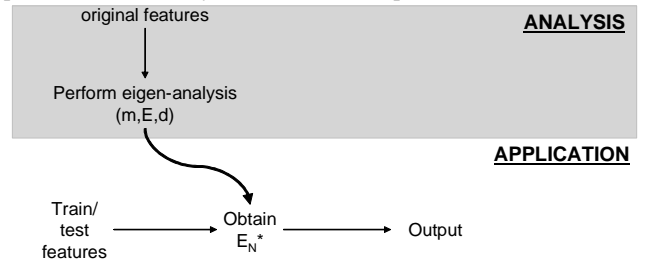 original features
ANALYSIS
Perform eigen-analysis
(m,E,d)
APPLICATION
Train/
test
features
Obtain
E_N*
Output